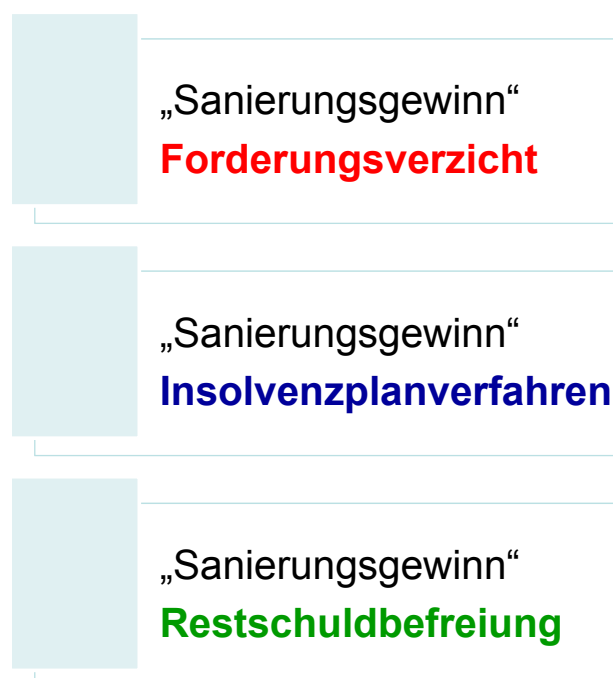 „Sanierungsgewinn“
Forderungsverzicht
„Sanierungsgewinn“
Insolvenzplanverfahren
„Sanierungsgewinn“
Restschuldbefreiung